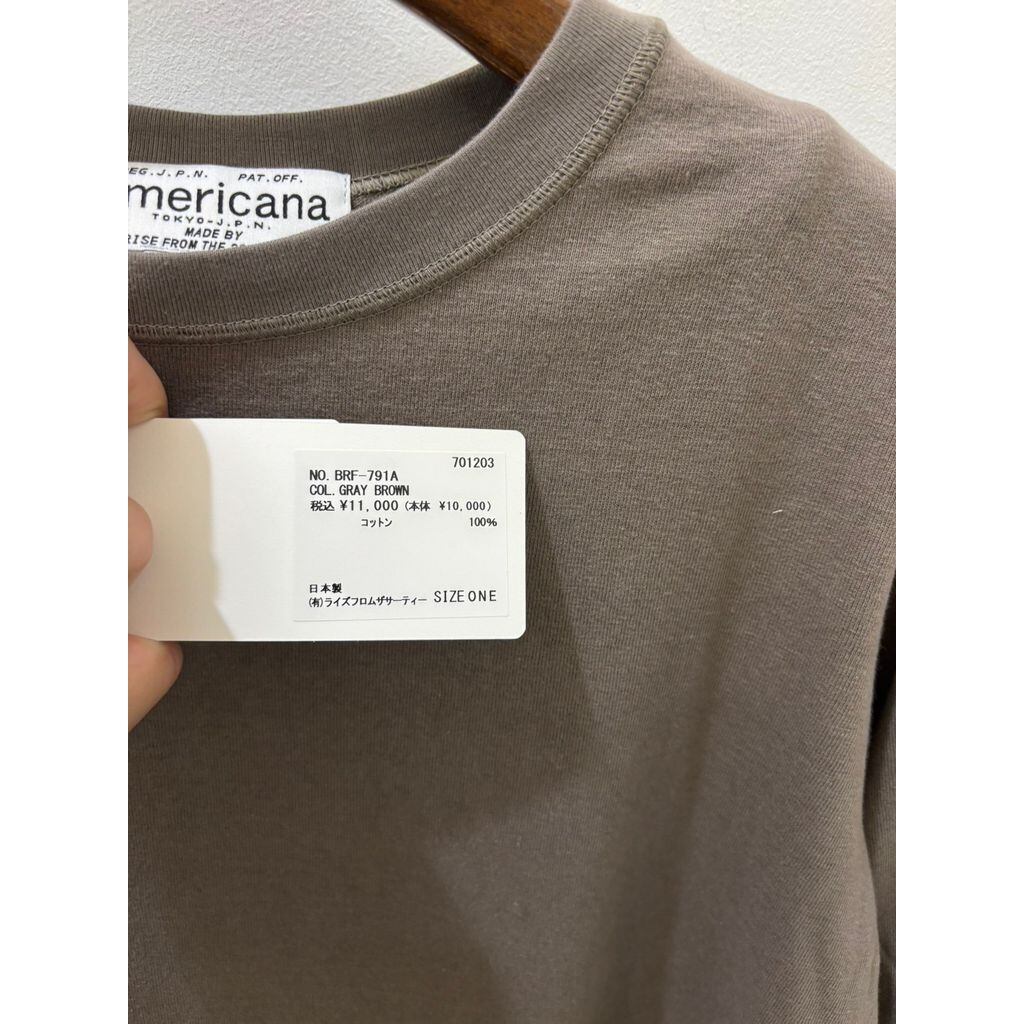 EG.J.P.N. PAT.OFF.
mericana
TOKYO-J.P.N.
MADE BY
RISE FROM THE
701203
NO. BRF-791A
COL. GRAY BROWN
税込 ¥11,000 (本体 ¥10,000)
コットン 100%
日本製
(有)ライズフロムザサーティー SIZE ONE